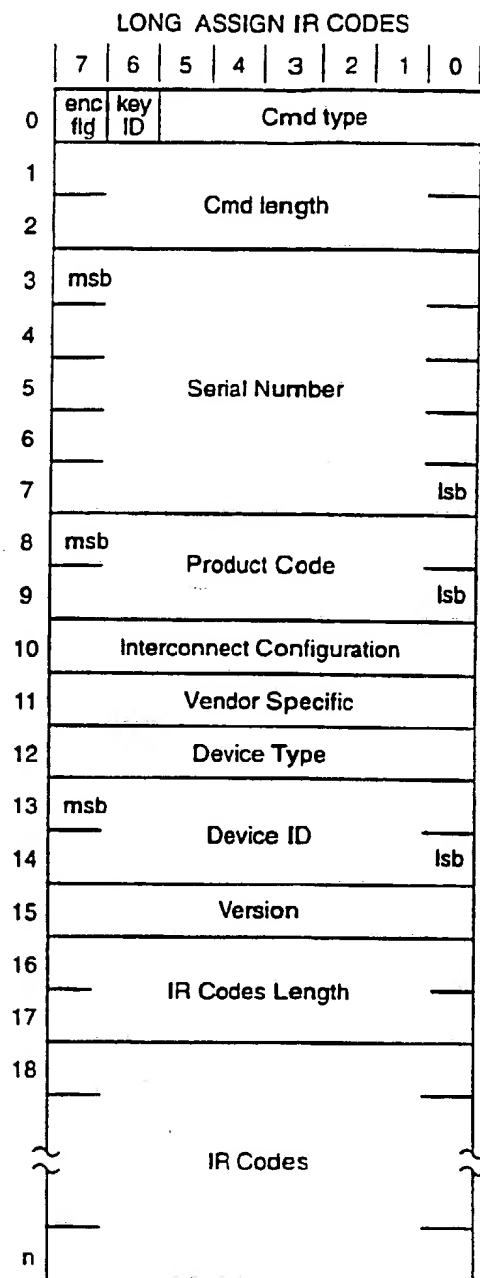 LONG ASSIGN IR CODES
7 6 5 4 3 2 1 0
0 enc flg key ID Cmd type
1
Cmd length
2
3 msb
4
5 Serial Number
6
7 lsb
8 msb
Product Code
9 lsb
10 Interconnect Configuration
11 Vendor Specific
12 Device Type
13 msb
Device ID
14 lsb
15 Version
16
IR Codes Length
17
18
IR Codes
n